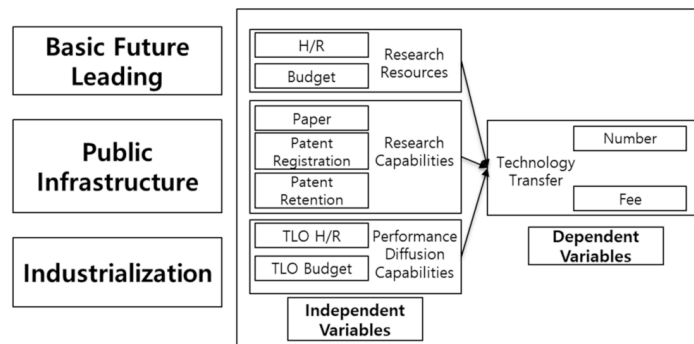 Basic Future
Leading
Public
Infrastructure
Industrialization
H/R
Budget
Research
Resources
Paper
Patent
Registration
Patent
Retention
Research
Capabilities
TLO H/R
TLO Budget
Performance
Diffusion
Capabilities
Independent
Variables
Technology
Transfer
Number
Fee
Dependent
Variables